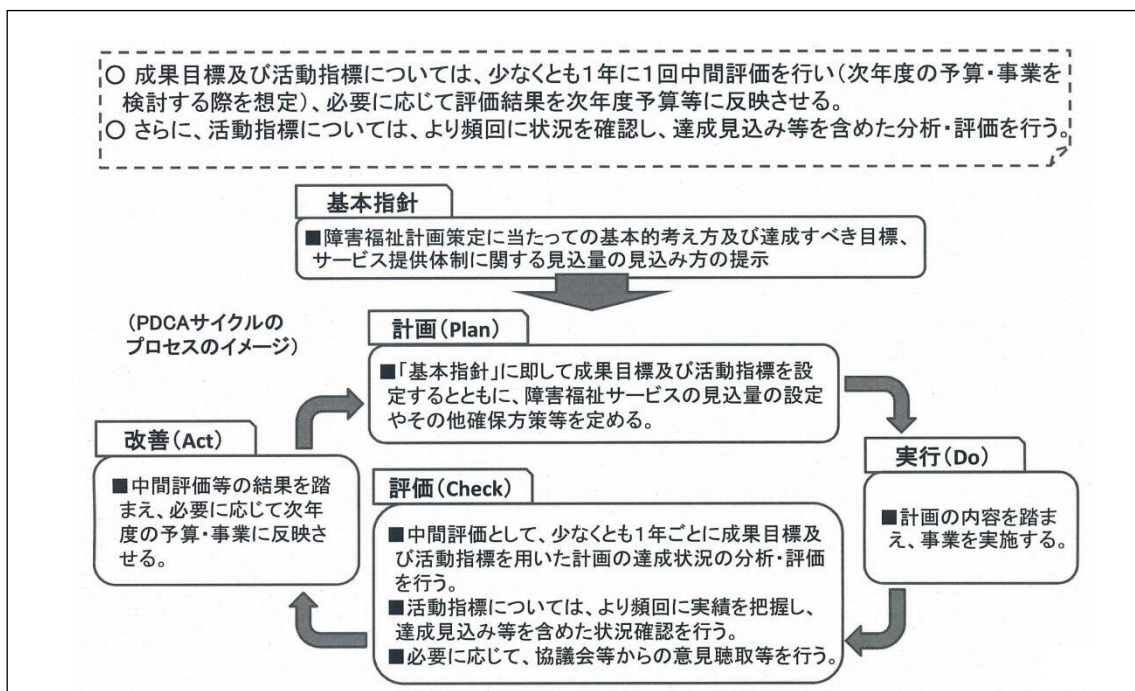 ○ 成果目標及び活動指標については、少なくとも1年に1回中間評価を行い(次年度の予算・事業を
検討する際を想定)、必要に応じて評価結果を次年度予算等に反映させる。
○ さらに、活動指標については、より頻回に状況を確認し、達成見込み等を含めた分析・評価を行う。
基本指針
■障害福祉計画策定に当たっての基本的考え方及び達成すべき目標、
サービス提供体制に関する見込量の見込み方の提示
(PDCAサイクルの
プロセスのイメージ)
計画(Plan)
■「基本指針」に即して成果目標及び活動指標を設
定するとともに、障害福祉サービスの見込量の設定
やその他確保方策等を定める。
実行(Do)
■計画の内容を踏ま
え、事業を実施する。
評価(Check)
■中間評価として、少なくとも1年ごとに成果目標及
び活動指標を用いた計画の達成状況の分析・評価
を行う。
■活動指標については、より頻回に実績を把握し、
達成見込み等を含めた状況確認を行う。
■必要に応じて、協議会等からの意見聴取等を行う。
改善(Act)
■中間評価等の結果を踏
まえ、必要に応じて次年
度の予算・事業に反映さ
せる。